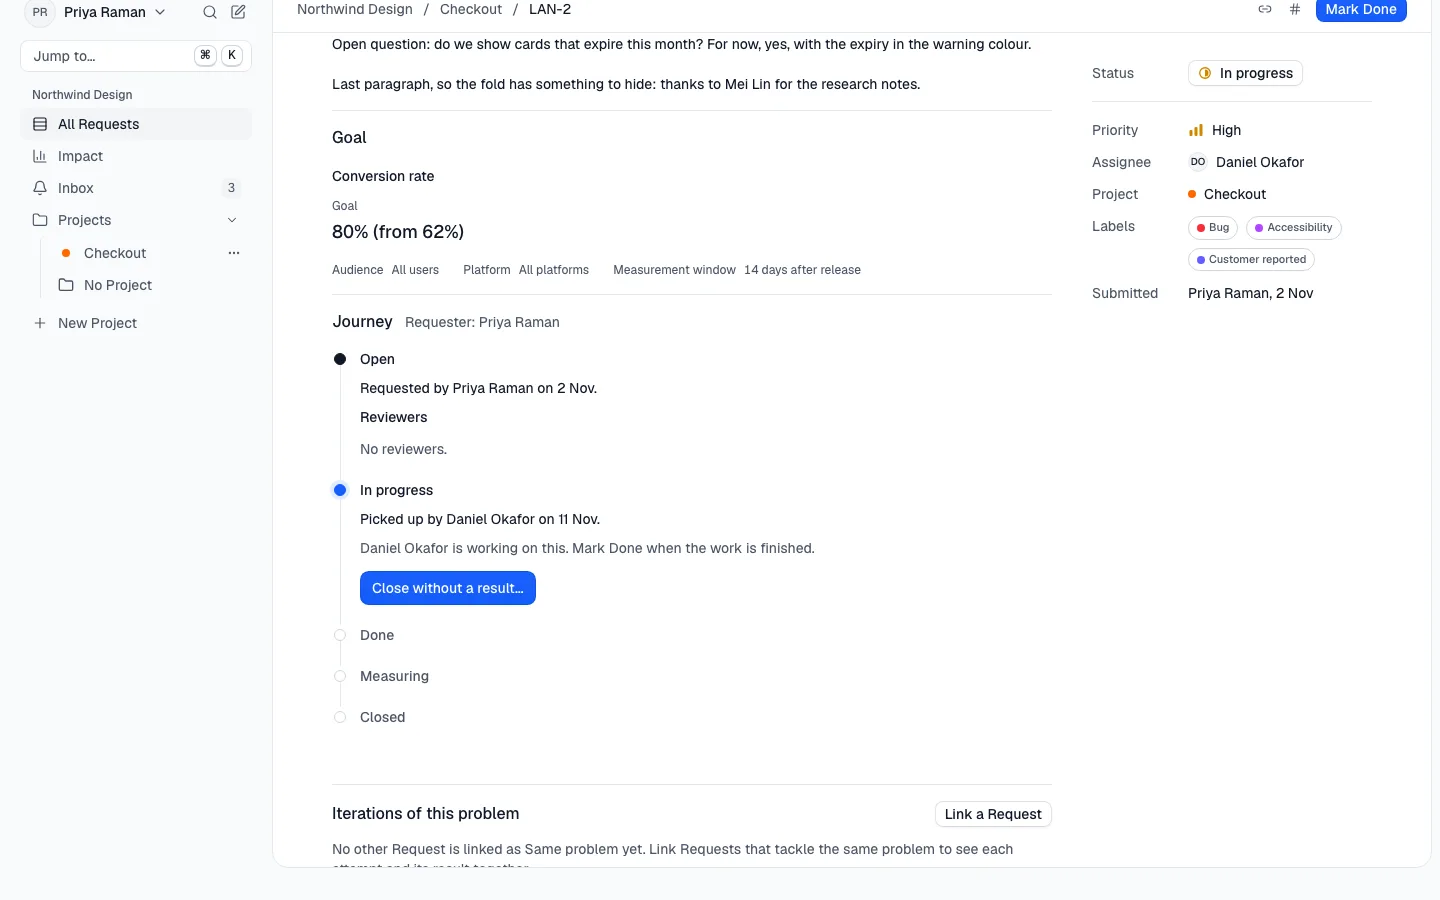 PR Priya Raman
Jump to... ⌘ K
Northwind Design
All Requests
Impact
Inbox 3
Projects
Checkout
No Project
New Project
Northwind Design / Checkout / LAN-2
Mark Done
Open question: do we show cards that expire this month? For now, yes, with the expiry in the warning colour.
Last paragraph, so the fold has something to hide: thanks to Mei Lin for the research notes.
Goal
Conversion rate
Goal
80% (from 62%)
Audience All users Platform All platforms Measurement window 14 days after release
Journey Requester: Priya Raman
Open
Requested by Priya Raman on 2 Nov.
Reviewers
No reviewers.
In progress
Picked up by Daniel Okafor on 11 Nov.
Daniel Okafor is working on this. Mark Done when the work is finished.
Close without a result...
Done
Measuring
Closed
Iterations of this problem
Link a Request
No other Request is linked as Same problem yet. Link Requests that tackle the same problem to see each
Status In progress
Priority High
Assignee DO Daniel Okafor
Project Checkout
Labels Bug Accessibility
Customer reported
Submitted Priya Raman, 2 Nov